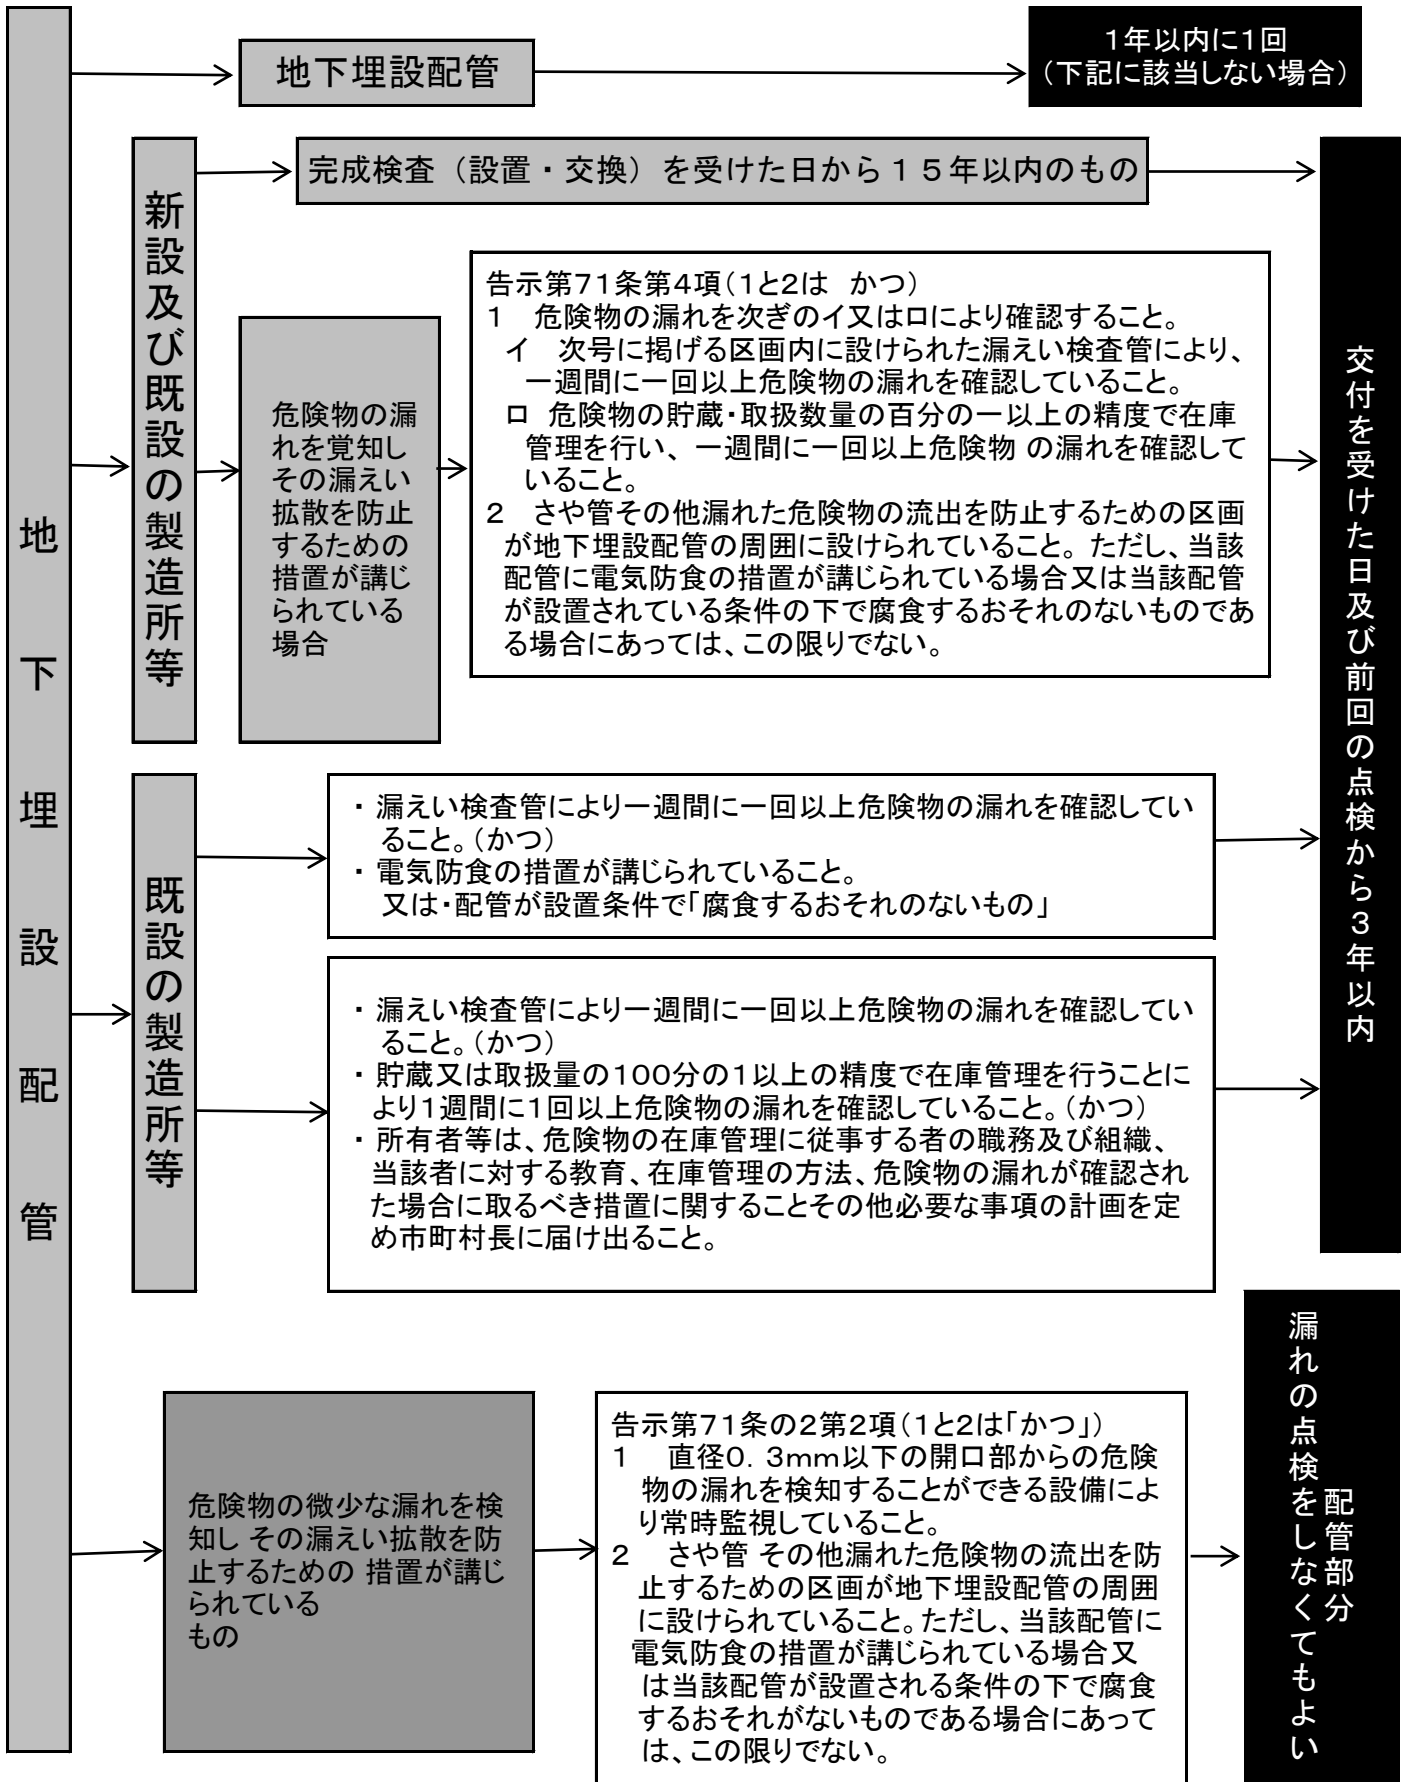 地下埋設配管
地下埋設配管
1年以内に1回
(下記に該当しない場合)
新設及び既設の製造所等
完成検査（設置・交換）を受けた日から１５年以内のもの
危険物の漏
れを覚知し
その漏えい
拡散を防止
するための
措置が講じ
られている
場合
告示第71条第4項(1と2は　かつ)
1　危険物の漏れを次ぎのイ又はロにより確認すること。
イ　次号に掲げる区画内に設けられた漏えい検査管により、
一週間に一回以上危険物の漏れを確認していること。
ロ　危険物の貯蔵・取扱数量の百分の一以上の精度で在庫
管理を行い、一週間に一回以上危険物 の漏れを確認して
いること。
2　さや管その他漏れた危険物の流出を防止するための区画
が地下埋設配管の周囲に設けられていること。ただし、当該
配管に電気防食の措置が講じられている場合又は当該配管
が設置されている条件の下で腐食するおそれのないものであ
る場合にあっては、この限りでない。
交付を受けた日及び前回の点検から3年以内
既設の製造所等
・漏えい検査管により一週間に一回以上危険物の漏れを確認してい
ること。(かつ)
・電気防食の措置が講じられていること。
又は・配管が設置条件で「腐食するおそれのないもの」
・漏えい検査管により一週間に一回以上危険物の漏れを確認してい
ること。(かつ)
・貯蔵又は取扱量の100分の1以上の精度で在庫管理を行うことに
より1週間に1回以上危険物の漏れを確認していること。(かつ)
・所有者等は、危険物の在庫管理に従事する者の職務及び組織、
当該者に対する教育、在庫管理の方法、危険物の漏れが確認され
た場合に取るべき措置に関することその他必要な事項の計画を定
め市町村長に届け出ること。
危険物の微少な漏れを検
知し その漏えい拡散を防
止するための 措置が講じ
られている
もの
告示第71条の2第2項(1と2は「かつ」)
1　直径0．3mm以下の開口部からの危険
物の漏れを検知することができる設備によ
り常時監視していること。
2　さや管 その他漏れた危険物の流出を防
止するための区画が地下埋設配管の周囲
に設けられていること。ただし、当該配管に
電気防食の措置が講じられている場合又
は当該配管が設置される条件の下で腐食
するおそれがないものである場合にあって
は、この限りでない。
配管部分
漏れの点検をしなくてもよい